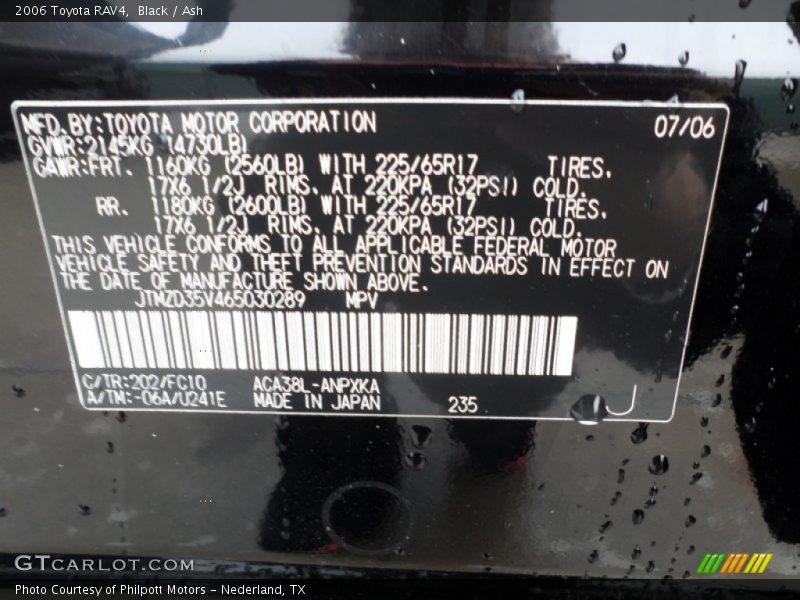 2006 Toyota RAV4, Black / Ash
MFD.BY:TOYOTA MOTOR CORPORATION 07/06
GVWR:2145KG (4730LB)
GAWR:FRT. 1160KG (2560LB) WITH 225/65R17 TIRES.
17X6 1/2J RIMS. AT 220KPA (32PSI) COLD.
RR. 1180KG (2600LB) WITH 225/65R17 TIRES.
17X6 1/2J RIMS. AT 220KPA (32PSI) COLD.
THIS VEHICLE CONFORMS TO ALL APPLICABLE FEDERAL MOTOR
VEHICLE SAFETY AND THEFT PREVENTION STANDARDS IN EFFECT ON
THE DATE OF MANUFACTURE SHOWN ABOVE.
JTMZD35V465030289 MPV
C/TR:202/FC10 ACA38L-ANPXKA
A/TM:-06A/U241E MADE IN JAPAN 235
GTcarlot.com
Photo Courtesy of Philpott Motors - Nederland, TX